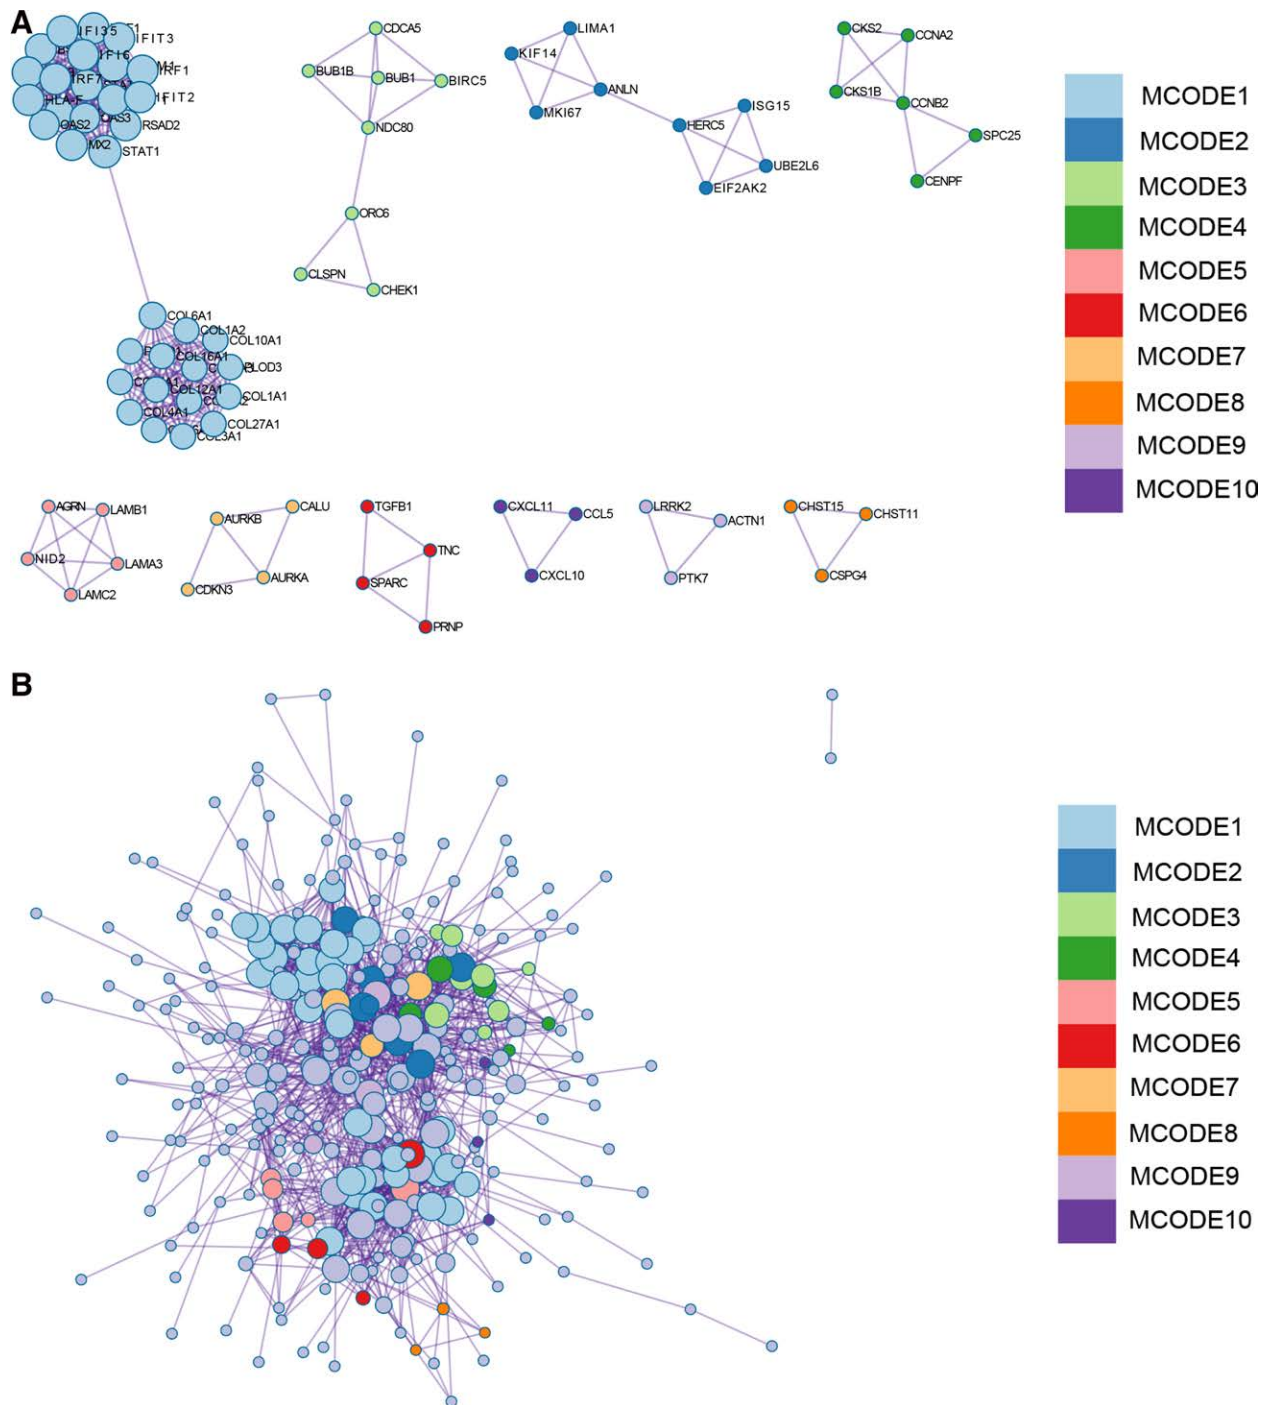 A
IFI35
IFIT3
IFI6
IRF1
IRF7
HLA-F
IFIT2
OAS2
OAS3
RSAD2
MX2
STAT1
COL6A1
COL1A2
COL10A1
COL16A1
PLOD3
COL12A1
COL1A1
COL4A1
COL27A1
COL3A1
CDCA5
BUB1B
BUB1
BIRC5
NDC80
ORC6
CLSPN
CHEK1
LIMA1
KIF14
ANLN
MKI67
ISG15
HERC5
UBE2L6
EIF2AK2
CKS2
CCNA2
CKS1B
CCNB2
SPC25
CENPF
AGRN
LAMB1
NID2
LAMA3
LAMC2
CALU
AURKB
AURKA
CDKN3
TGFB1
TNC
SPARC
PRNP
CXCL11
CCL5
CXCL10
LRRK2
ACTN1
PTK7
CHST15
CHST11
CSPG4
MCODE1
MCODE2
MCODE3
MCODE4
MCODE5
MCODE6
MCODE7
MCODE8
MCODE9
MCODE10
B
MCODE1
MCODE2
MCODE3
MCODE4
MCODE5
MCODE6
MCODE7
MCODE8
MCODE9
MCODE10